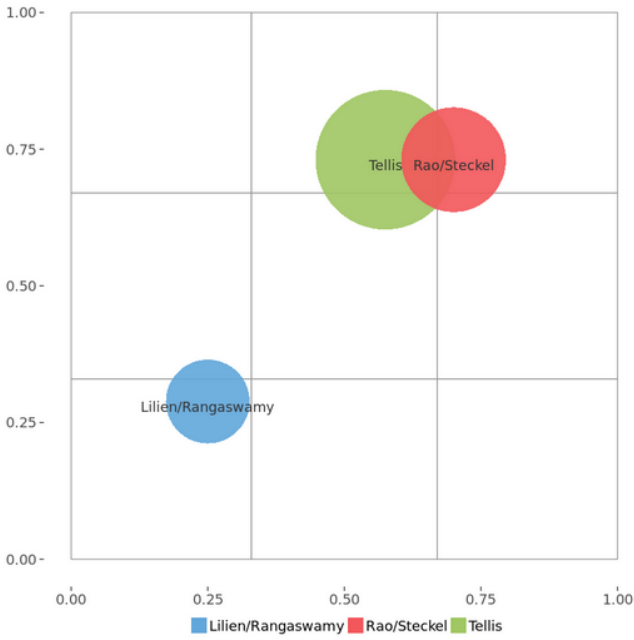 1.00
0.75
Tellis Rao/Steckel
0.50
Lilien/Rangaswamy
0.25
0.00
0.00 0.25 0.50 0.75 1.00
Lilien/Rangaswamy Rao/Steckel Tellis